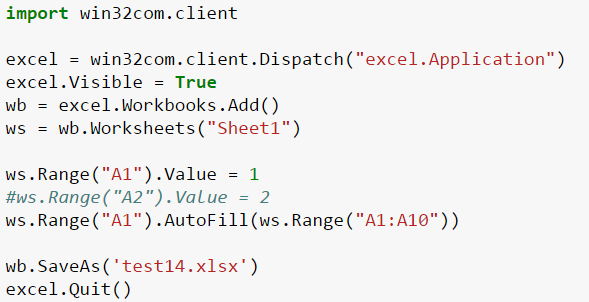 import win32com.client
excel = win32com.client.Dispatch("excel.Application")
excel.Visible = True
wb = excel.Workbooks.Add()
ws = wb.Worksheets("Sheet1")
ws.Range("A1").Value = 1
#ws.Range("A2").Value = 2
ws.Range("A1").AutoFill(ws.Range("A1:A10"))
wb.SaveAs('test14.xlsx')
excel.Quit()